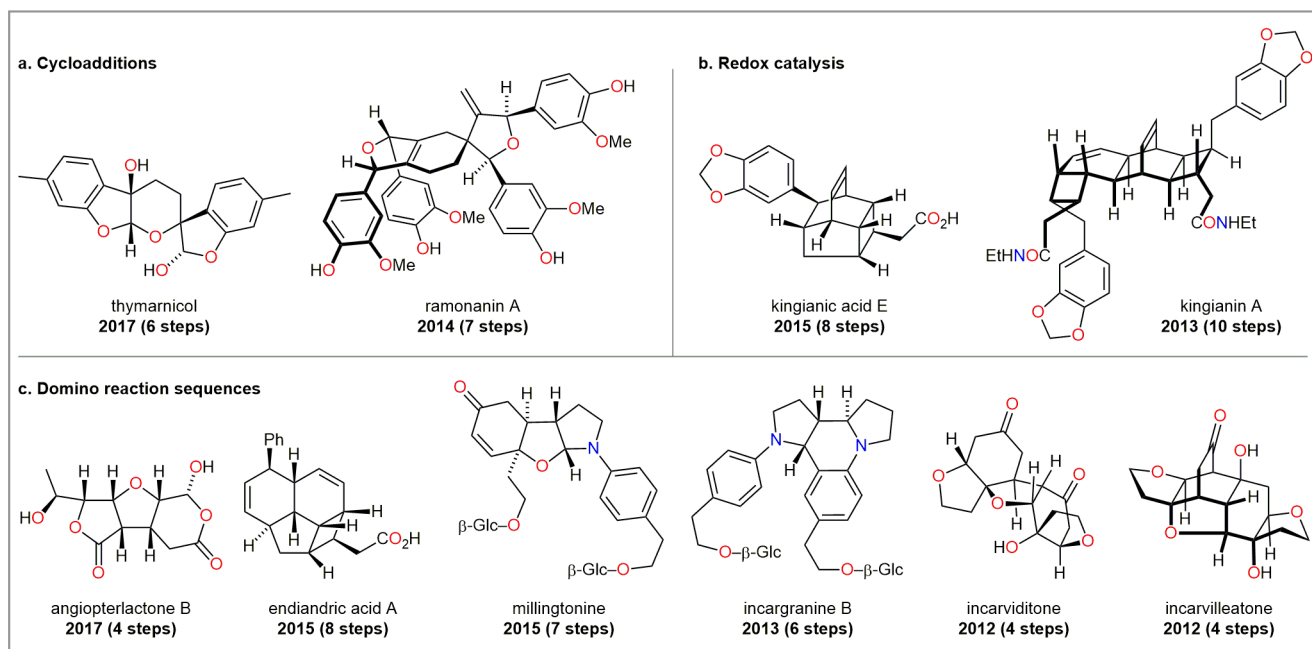 a. Cycloadditions
b. Redox catalysis
OH
O
O
H
O
HO
thymarnicol
2017 (6 steps)
H
H
OH
OMe
O
O
H
H
OMe
OMe
OH
HO
OMe
OH
ramonanin A
2014 (7 steps)
O
O
H
H
H
H
H
CO2H
kingianic acid E
2015 (8 steps)
O
O
H
H
H
H
H
H
H
H
CONHEt
EtHNOC
O
O
kingianin A
2013 (10 steps)
c. Domino reaction sequences
H
H
O
H
OH
HO
O
O
H
H
O
O
angiopterlactone B
2017 (4 steps)
Ph
H
H
H
H
H
H
H
CO2H
endiandric acid A
2015 (8 steps)
O
H
H
N
O
H
β-Glc–O
β-Glc–O
millingtonine
2015 (7 steps)
H
H
N
N
H
O–β-Glc
O–β-Glc
incargranine B
2013 (6 steps)
O
H
O
H
H
O
O
HO
O
H
incarviditone
2012 (4 steps)
O
H
OH
O
H
H
O
O
H
H
OH
incarvilleatone
2012 (4 steps)